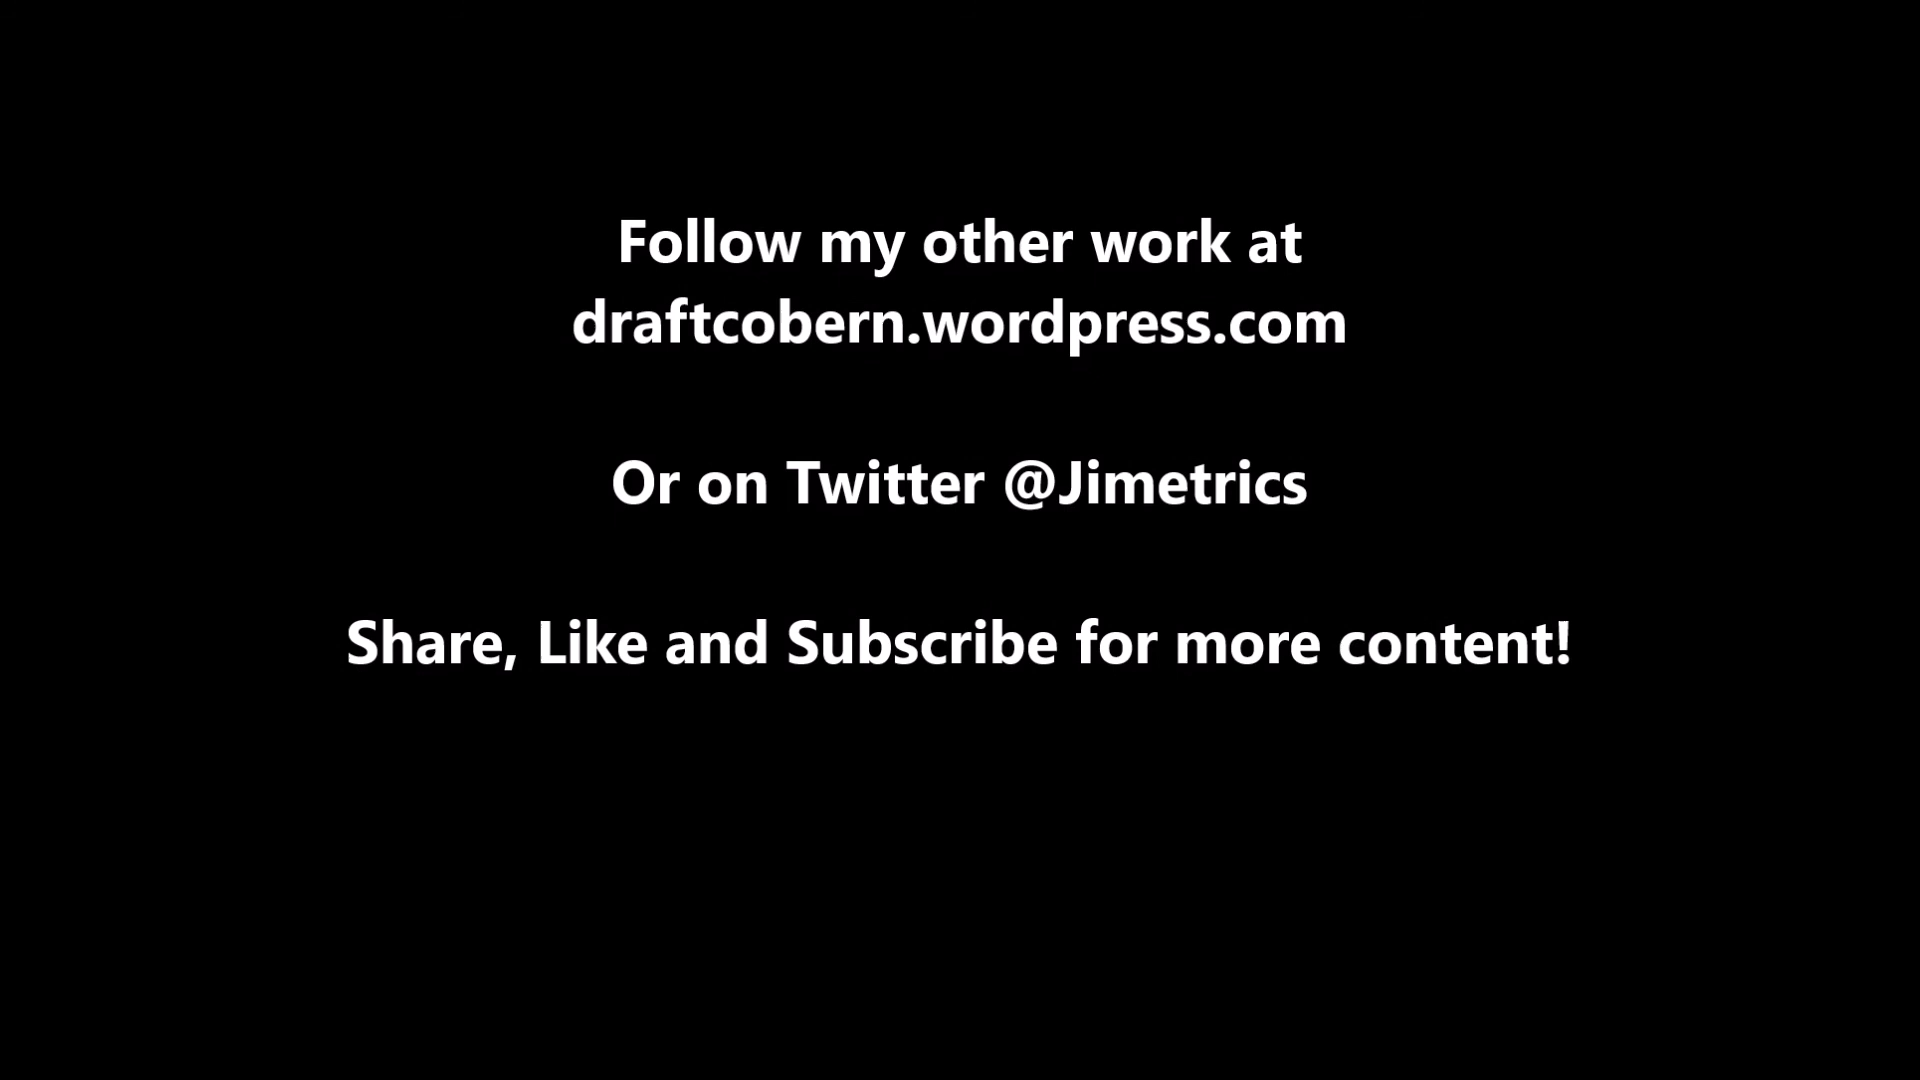 Follow my other work at
draftcobern.wordpress.com
Or on Twitter @Jimetrics
Share, Like and Subscribe for more content!